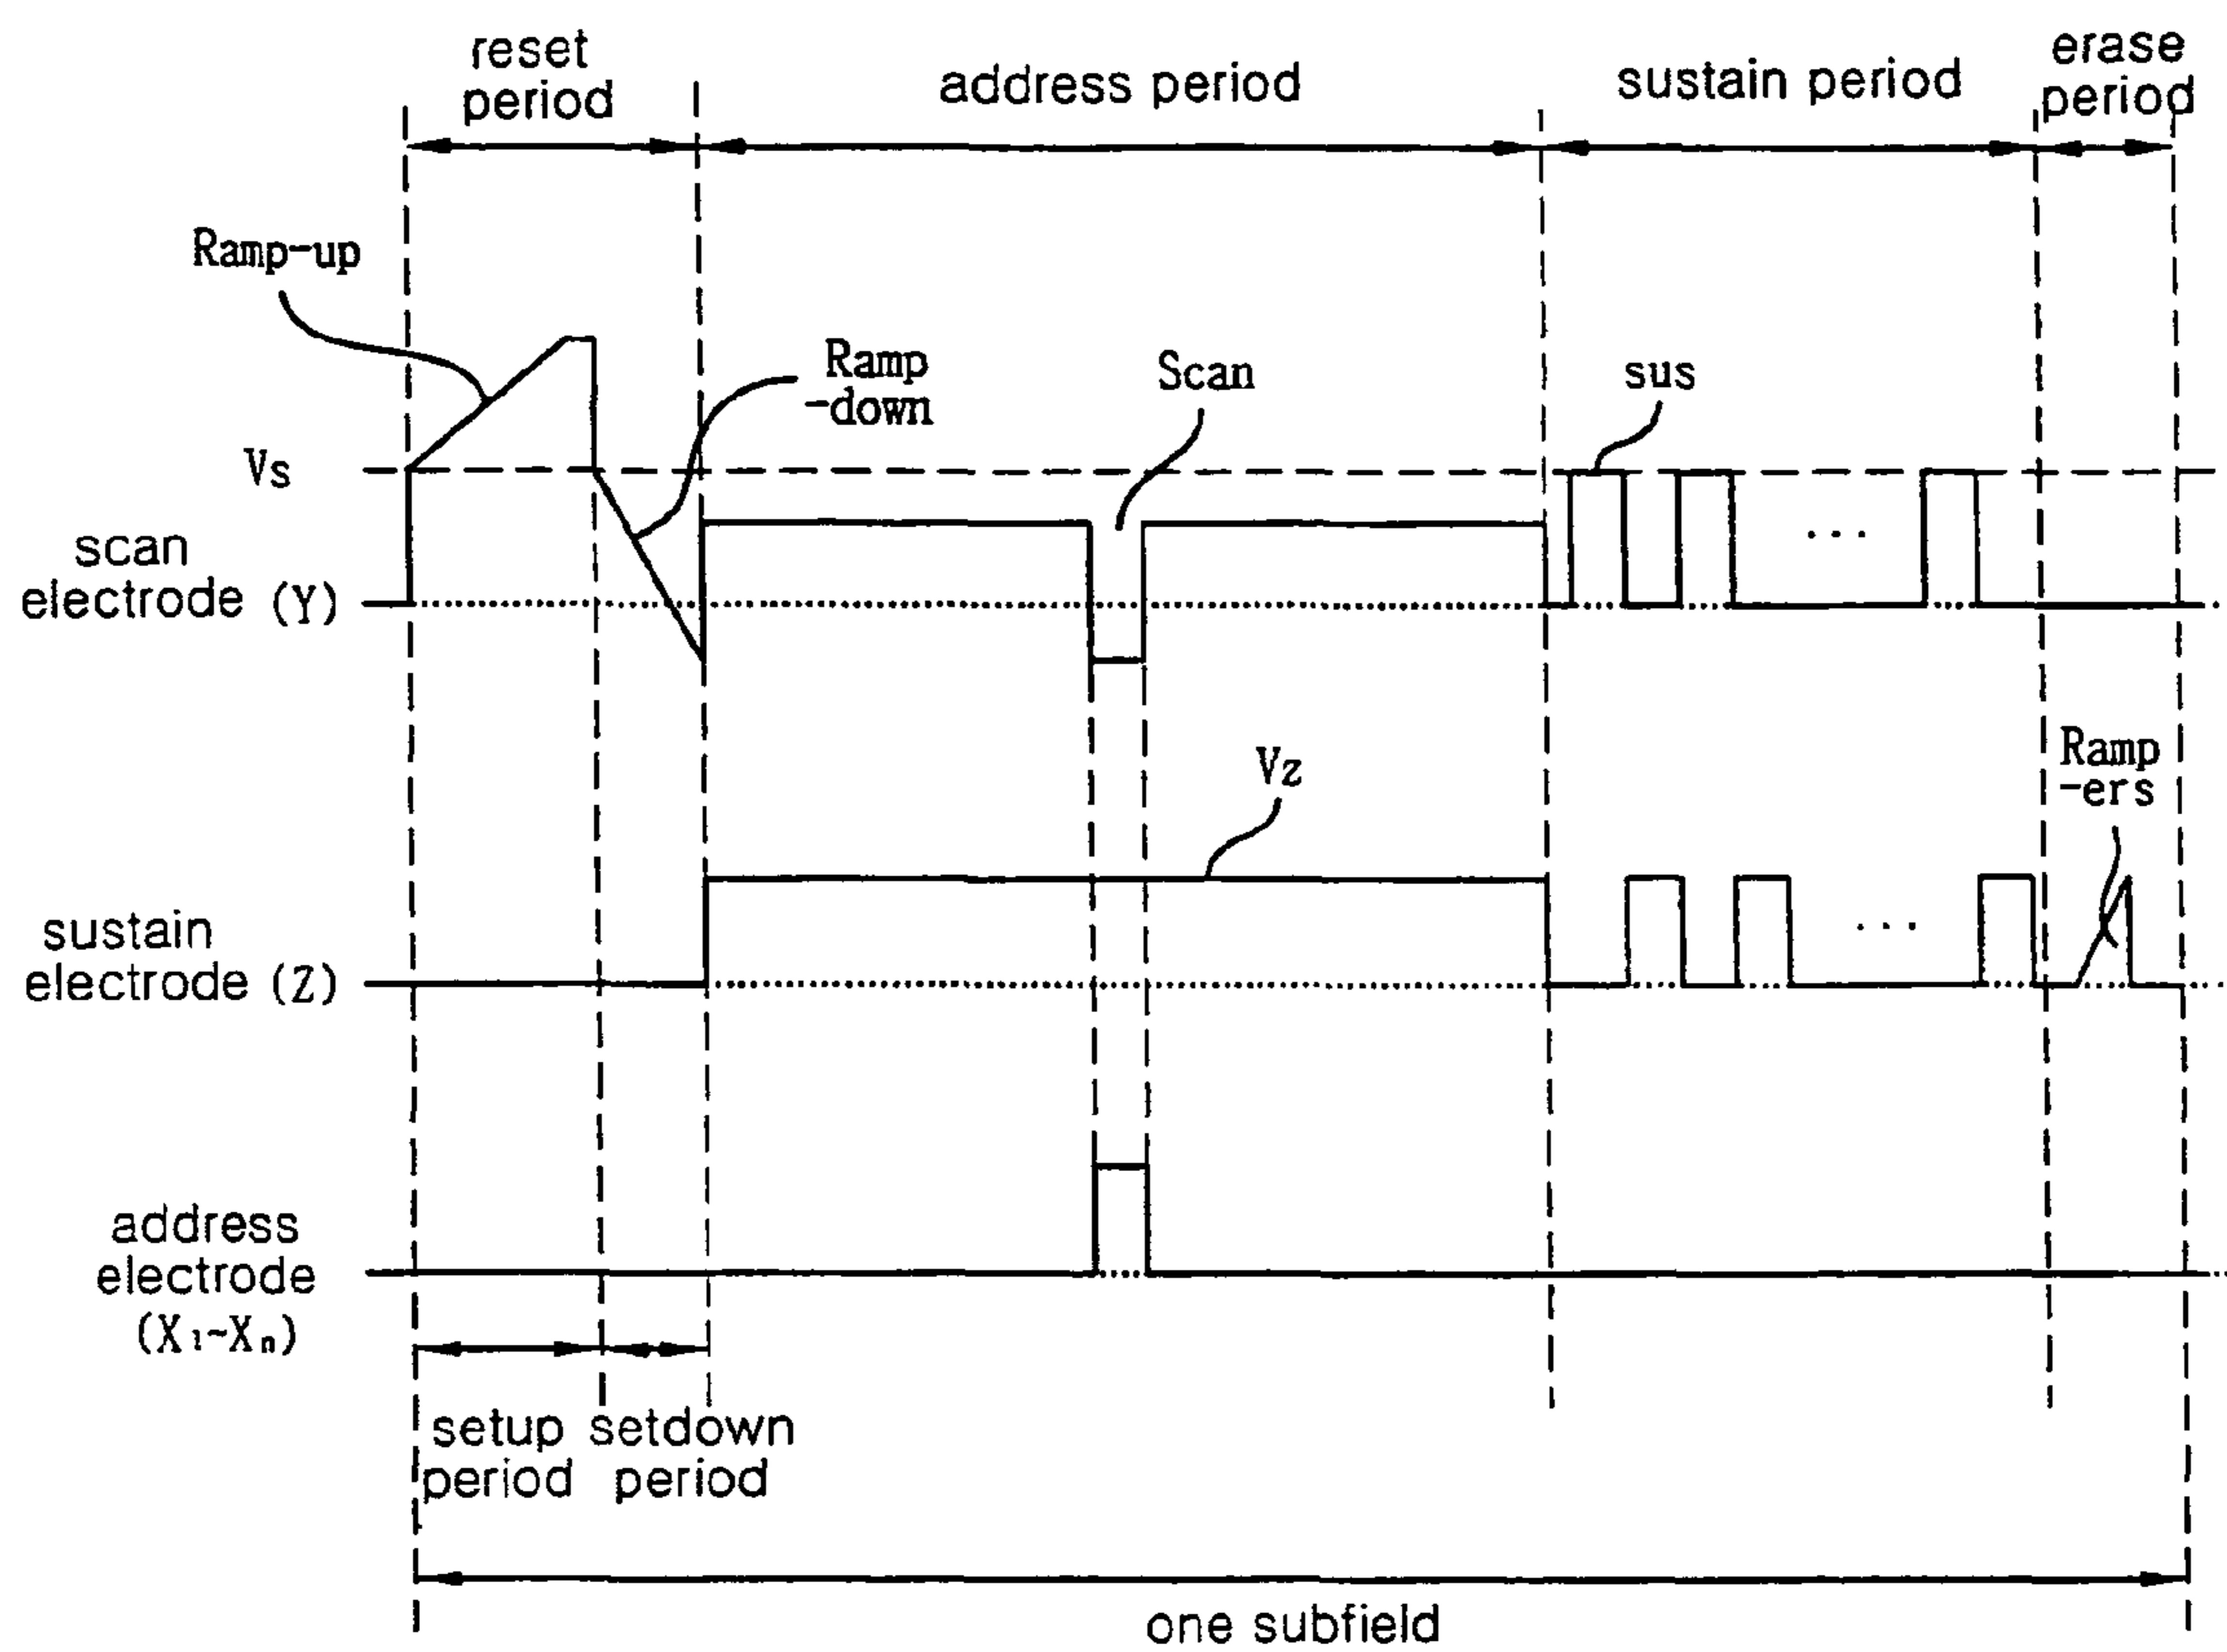 reset
period
address period
sustain period
erase
period
Ramp-up
Ramp
-down
Scan
sus
Vs
scan
electrode (Y)
Vz
Ramp
-ers
sustain
electrode (Z)
address
electrode
(X1~Xn)
setup
period
setdown
period
one subfield